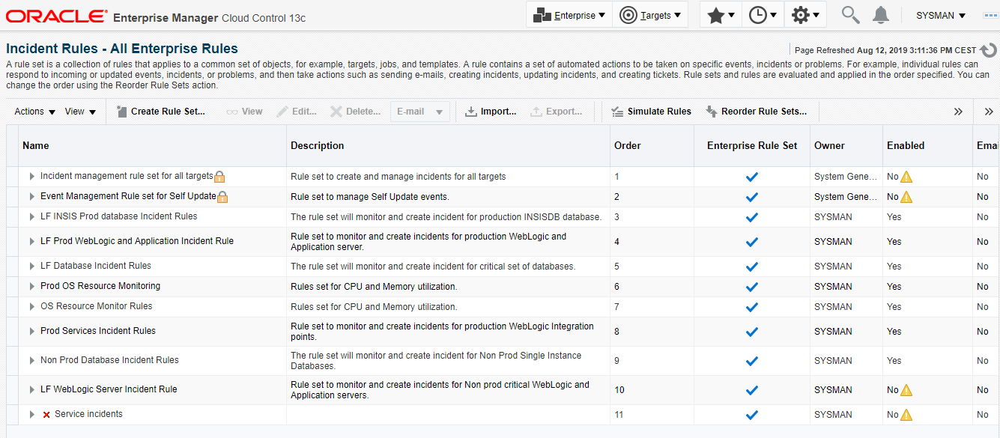 ORACLE® Enterprise Manager Cloud Control 13c
Enterprise
Targets
SYSMAN
Incident Rules - All Enterprise Rules
Page Refreshed Aug 12, 2019 3:11:36 PM CEST
A rule set is a collection of rules that applies to a common set of objects, for example, targets, jobs, and templates. A rule contains a set of automated actions to be taken on specific events, incidents or problems. For example, individual rules can
respond to incoming or updated events, incidents, or problems, and then take actions such as sending e-mails, creating incidents, updating incidents, and creating tickets. Rule sets and rules are evaluated and applied in the order specified. You can
change the order using the Reorder Rule Sets action.
Actions View Create Rule Set... View Edit... Delete... E-mail Import... Export... Simulate Rules Reorder Rule Sets...
Name Description Order Enterprise Rule Set Owner Enabled Emai
Incident management rule set for all targets Rule set to create and manage incidents for all targets 1 System Gene... No No
Event Management Rule set for Self Update Rule set to manage Self Update events. 2 System Gene... No No
LF INSIS Prod database Incident Rules The rule set will monitor and create incident for production INSISDB database. 3 SYSMAN Yes No
LF Prod WebLogic and Application Incident Rule Rule set to monitor and create incidents for production WebLogic and
Application server. 4 SYSMAN Yes No
LF Database Incident Rules The rule set will monitor and create incident for critical set of databases. 5 SYSMAN Yes No
Prod OS Resource Monitoring Rules set for CPU and Memory utilization. 6 SYSMAN Yes No
OS Resource Monitor Rules Rules set for CPU and Memory utilization. 7 SYSMAN Yes No
Prod Services Incident Rules Rule set to monitor and create incidents for production WebLogic Integration
points. 8 SYSMAN Yes No
Non Prod Database Incident Rules The rule set will monitor and create incident for Non Prod Single Instance
Databases. 9 SYSMAN Yes No
LF WebLogic Server Incident Rule Rule set to monitor and create incidents for Non prod critical WebLogic and
Application servers. 10 SYSMAN No No
Service incidents 11 SYSMAN No No